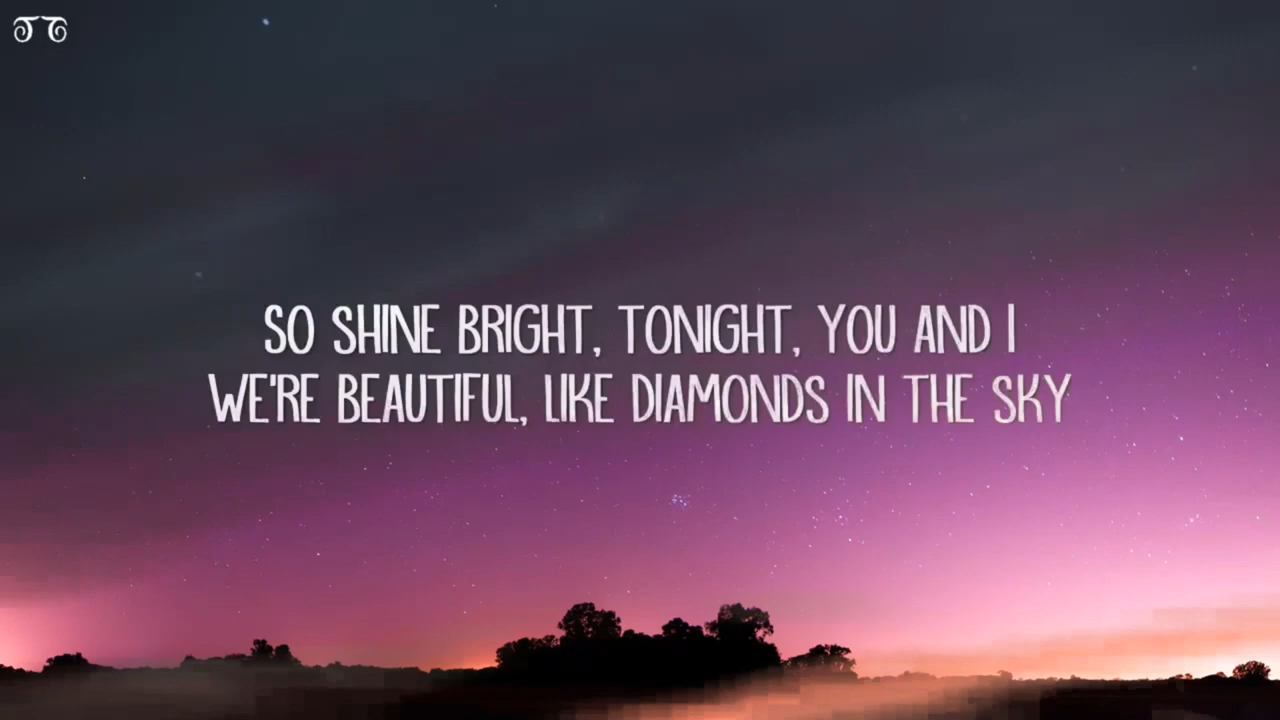 SO SHINE BRIGHT, TONIGHT, YOU AND I
WE'RE BEAUTIFUL, LIKE DIAMONDS IN THE SKY